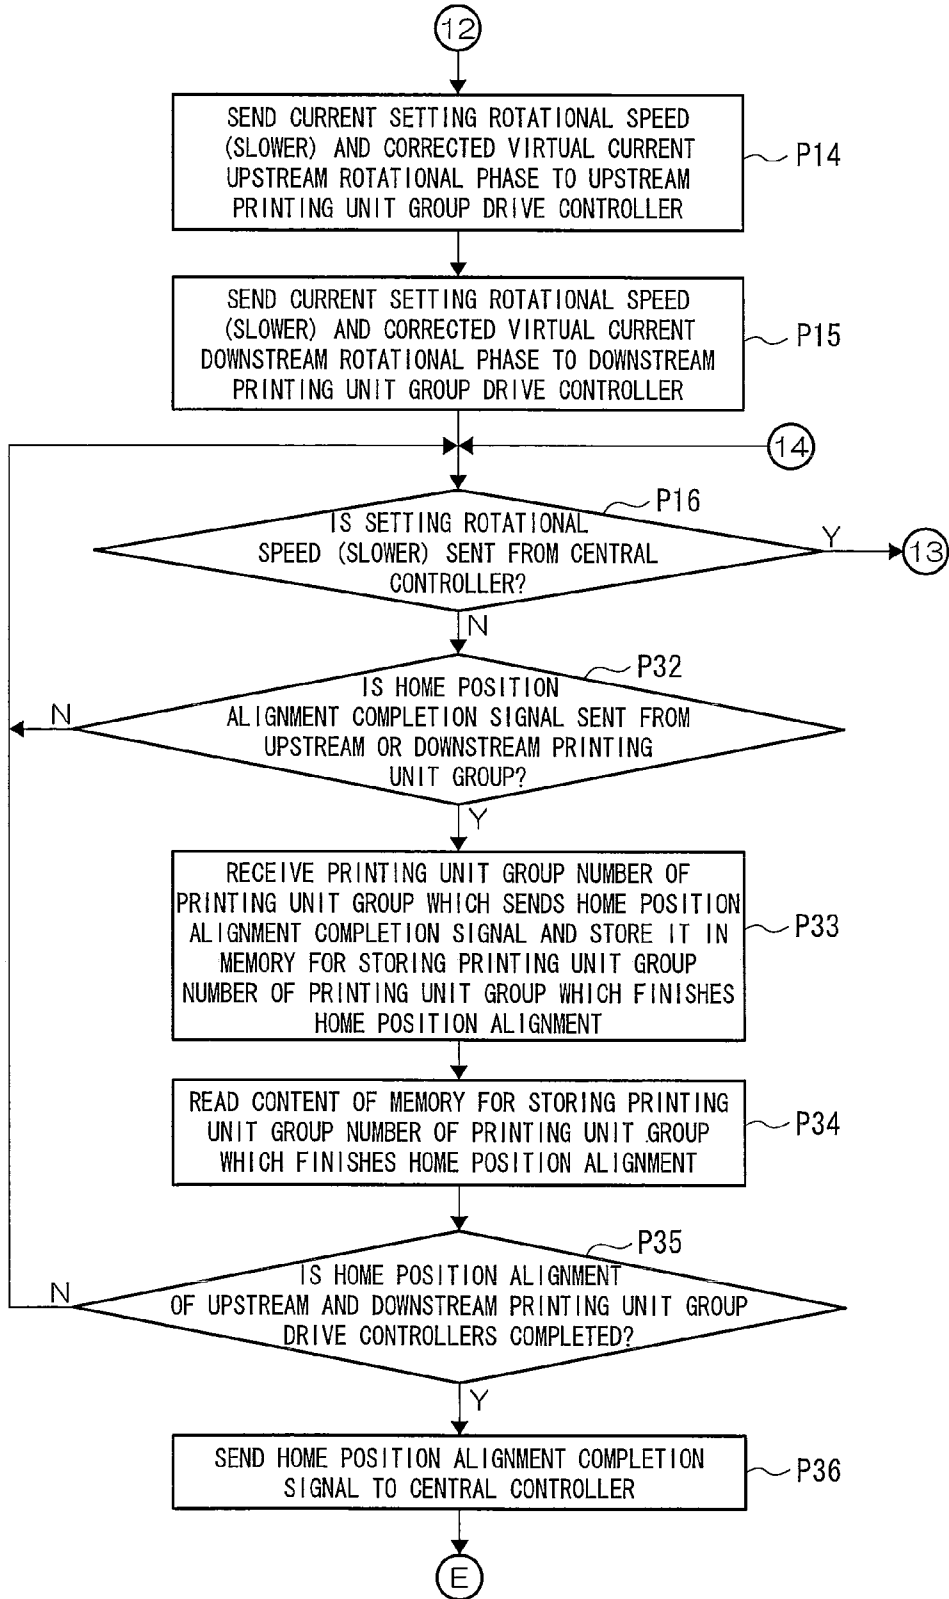 12
SEND CURRENT SETTING ROTATIONAL SPEED
(SLOWER) AND CORRECTED VIRTUAL CURRENT
UPSTREAM ROTATIONAL PHASE TO UPSTREAM
PRINTING UNIT GROUP DRIVE CONTROLLER
P14
SEND CURRENT SETTING ROTATIONAL SPEED
(SLOWER) AND CORRECTED VIRTUAL CURRENT
DOWNSTREAM ROTATIONAL PHASE TO DOWNSTREAM
PRINTING UNIT GROUP DRIVE CONTROLLER
P15
14
P16
IS SETTING ROTATIONAL
SPEED (SLOWER) SENT FROM CENTRAL
CONTROLLER?
Y
13
N
P32
IS HOME POSITION
ALIGNMENT COMPLETION SIGNAL SENT FROM
UPSTREAM OR DOWNSTREAM PRINTING
UNIT GROUP?
N
Y
RECEIVE PRINTING UNIT GROUP NUMBER OF
PRINTING UNIT GROUP WHICH SENDS HOME POSITION
ALIGNMENT COMPLETION SIGNAL AND STORE IT IN
MEMORY FOR STORING PRINTING UNIT GROUP
NUMBER OF PRINTING UNIT GROUP WHICH FINISHES
HOME POSITION ALIGNMENT
P33
READ CONTENT OF MEMORY FOR STORING PRINTING
UNIT GROUP NUMBER OF PRINTING UNIT GROUP
WHICH FINISHES HOME POSITION ALIGNMENT
P34
P35
IS HOME POSITION ALIGNMENT
OF UPSTREAM AND DOWNSTREAM PRINTING UNIT GROUP
DRIVE CONTROLLERS COMPLETED?
N
Y
SEND HOME POSITION ALIGNMENT COMPLETION
SIGNAL TO CENTRAL CONTROLLER
P36
E